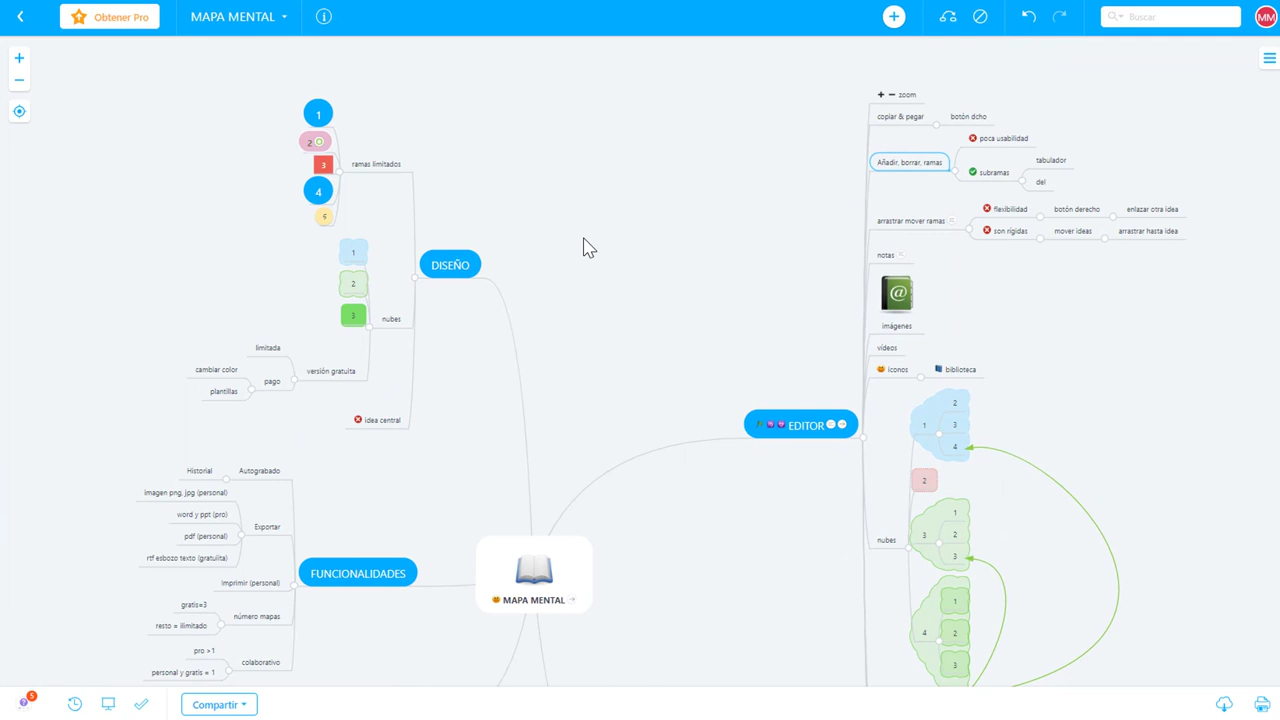 Obtener Pro
MAPA MENTAL
Buscar
MM
1
2
3
4
5
ramas limitados
1
2
3
nubes
DISEÑO
limitada
cambiar color
pago
plantillas
versión gratuita
idea central
Historial
Autograbado
imagen png. jpg (personal)
word y ppt (pro)
Exportar
pdf (personal)
rtf esbozo texto (gratuiita)
Imprimir (personal)
FUNCIONALIDADES
gratis=3
número mapas
resto = ilimitado
pro >1
colaborativo
personal y gratis = 1
MAPA MENTAL
EDITOR
zoom
copiar & pegar
botón dcho
Añadir, borrar, ramas
poca usabilidad
subramas
tabulador
del
arrastrar mover ramas
flexibilidad
botón derecho
enlazar otra idea
son rígidas
mover ideas
arrastrar hasta idea
notas
@
imágenes
vídeos
íconos
biblioteca
nubes
1
2
3
4
2
3
1
2
3
4
1
2
3
5
Compartir